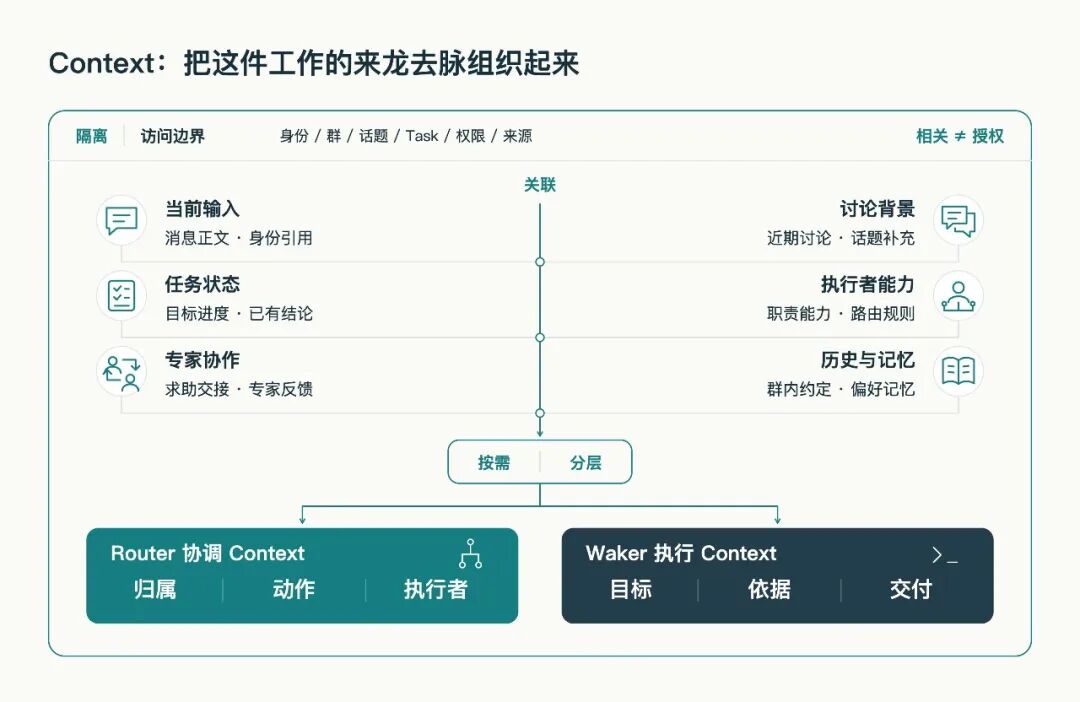 Context：把这件工作的来龙去脉组织起来
隔离 访问边界 身份 / 群 / 话题 / Task / 权限 / 来源 相关 ≠ 授权
关联
当前输入
消息正文 · 身份引用
讨论背景
近期讨论 · 话题补充
任务状态
目标进度 · 已有结论
执行者能力
职责能力 · 路由规则
专家协作
求助交接 · 专家反馈
历史与记忆
群内约定 · 偏好记忆
按需 分层
Router 协调 Context
归属 动作 执行者
Waker 执行 Context
目标 依据 交付